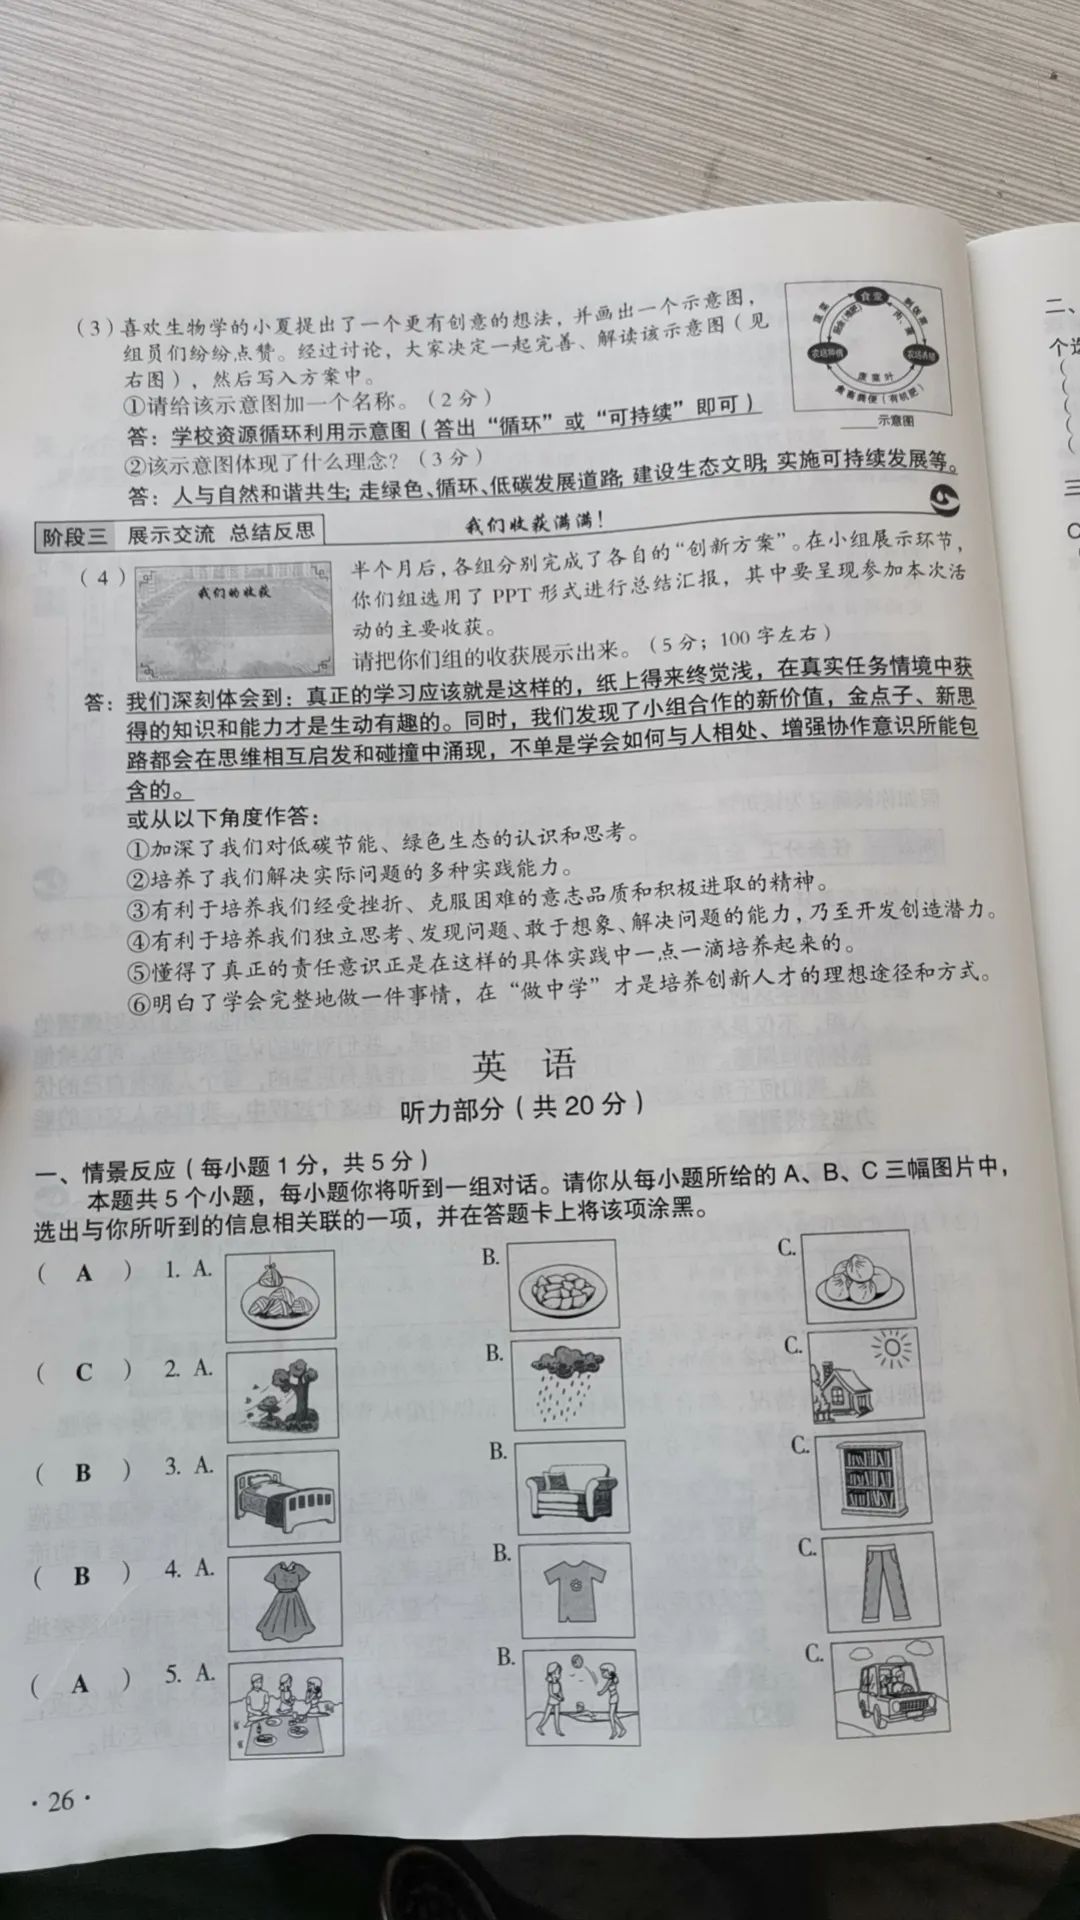 (3)喜欢生物学的小夏提出了一个更有创意的想法，并画出一个示意图，
组员们纷纷点赞。经过讨论，大家决定一起完善、解读该示意图(见
右图)，然后写入方案中。
①请给该示意图加一个名称。(2分)
答：学校资源循环利用示意图(答出“循环”或“可持续”即可)
②该示意图体现了什么理念？(3分)
答：人与自然和谐共生；走绿色、循环、低碳发展道路；建设生态文明；实施可持续发展等。
食堂
农场种植
农场养殖
废菜叶
禽畜粪便(有机肥)
示意图
阶段三 展示交流 总结反思
我们收获满满！
(4)
我们的收获
半个月后，各组分别完成了各自的“创新方案”。在小组展示环节，
你们组选用了PPT形式进行总结汇报，其中要呈现参加本次活
动的主要收获。
请把你们组的收获展示出来。(5分；100字左右)
答：我们深刻体会到：真正的学习应该就是这样的，纸上得来终觉浅，在真实任务情境中获
得的知识和能力才是生动有趣的。同时，我们发现了小组合作的新价值，金点子、新思
路都会在思维相互启发和碰撞中涌现，不单是学会如何与人相处、增强协作意识所能包
含的。
或从以下角度作答：
①加深了我们对低碳节能、绿色生态的认识和思考。
②培养了我们解决实际问题的多种实践能力。
③有利于培养我们经受挫折、克服困难的意志品质和积极进取的精神。
④有利于培养我们独立思考、发现问题、敢于想象、解决问题的能力，乃至开发创造潜力。
⑤懂得了真正的责任意识正是在这样的具体实践中一点一滴培养起来的。
⑥明白了学会完整地做一件事情，在“做中学”才是培养创新人才的理想途径和方式。
英 语
听力部分(共20分)
一、情景反应(每小题1分，共5分)
本题共5个小题，每小题你将听到一组对话。请你从每小题所给的A、B、C三幅图片中，
选出与你所听到的信息相关联的一项，并在答题卡上将该项涂黑。
( A ) 1. A. B. C.
( C ) 2. A. B. C.
( B ) 3. A. B. C.
( B ) 4. A. B. C.
( A ) 5. A. B. C.
·26·
二、
个选
三